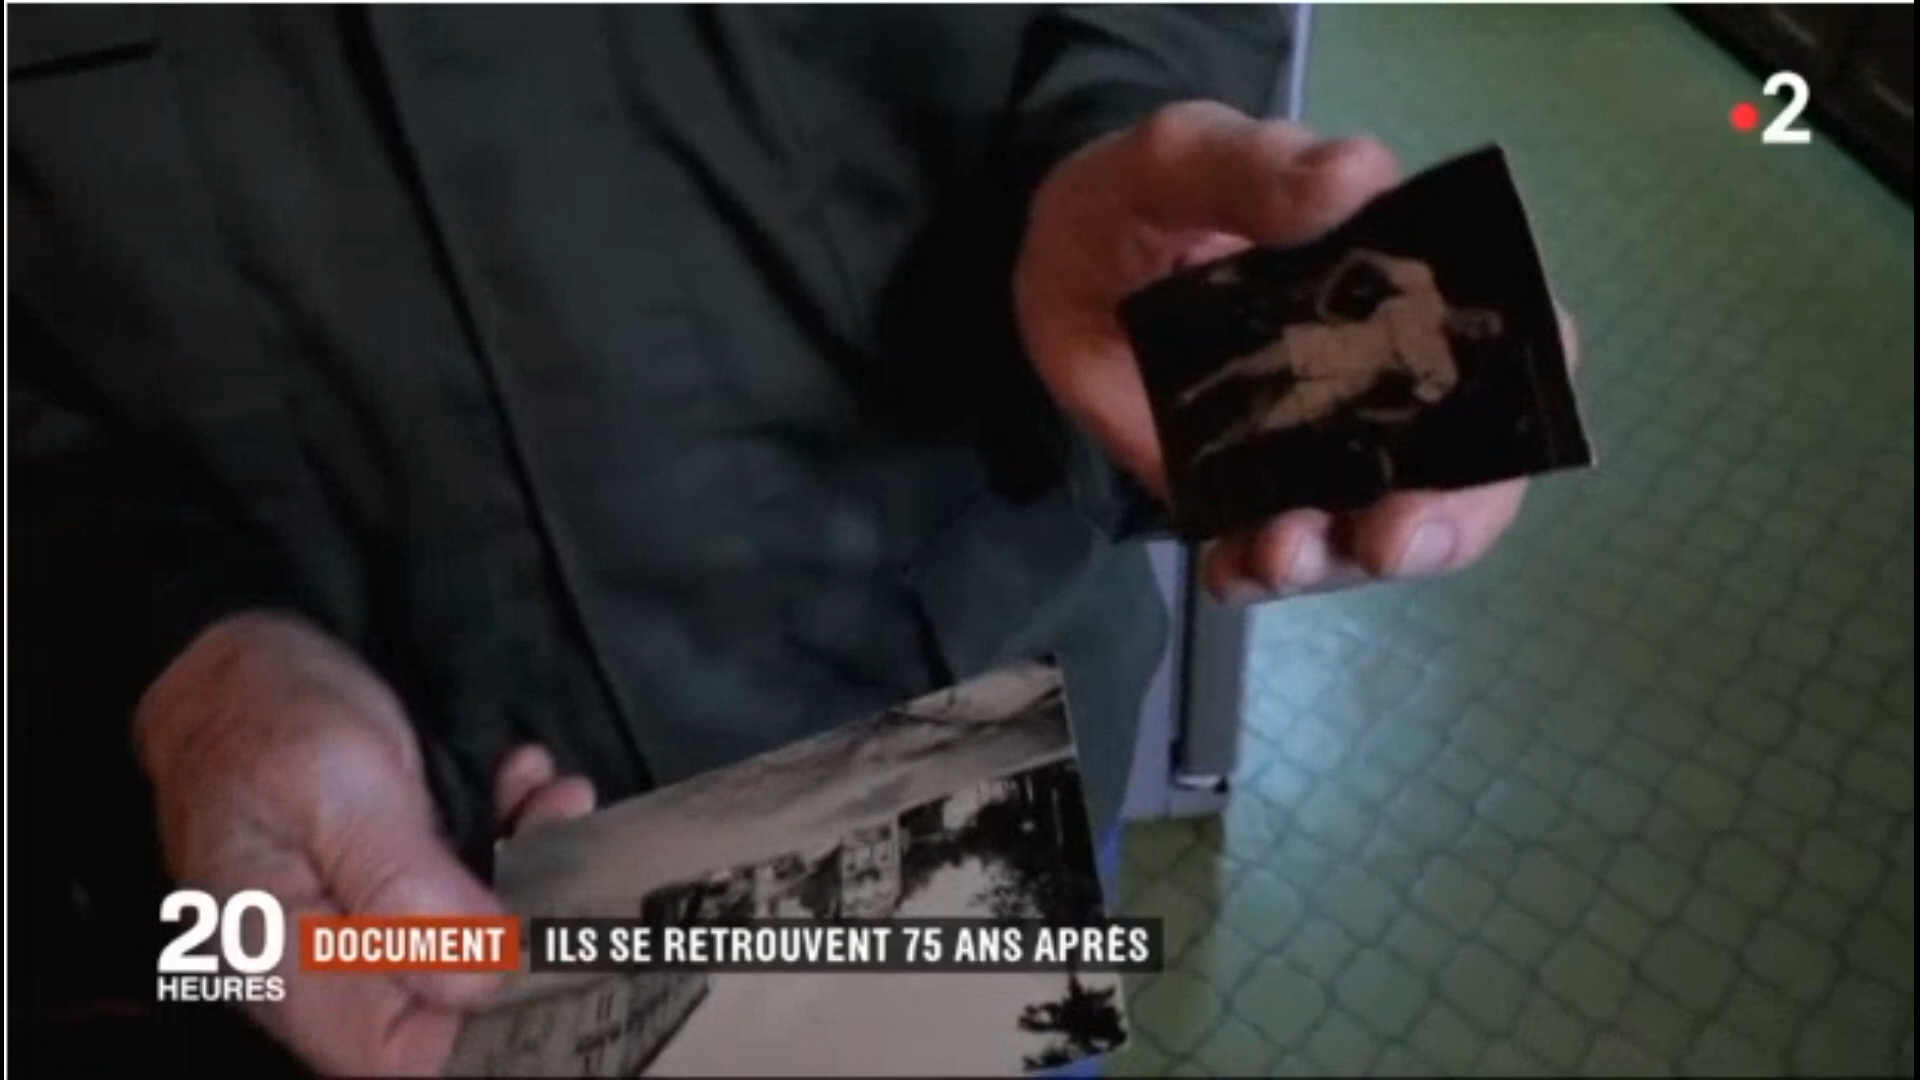 2
20
HEURES
DOCUMENT
ILS SE RETROUVENT 75 ANS APRÈS